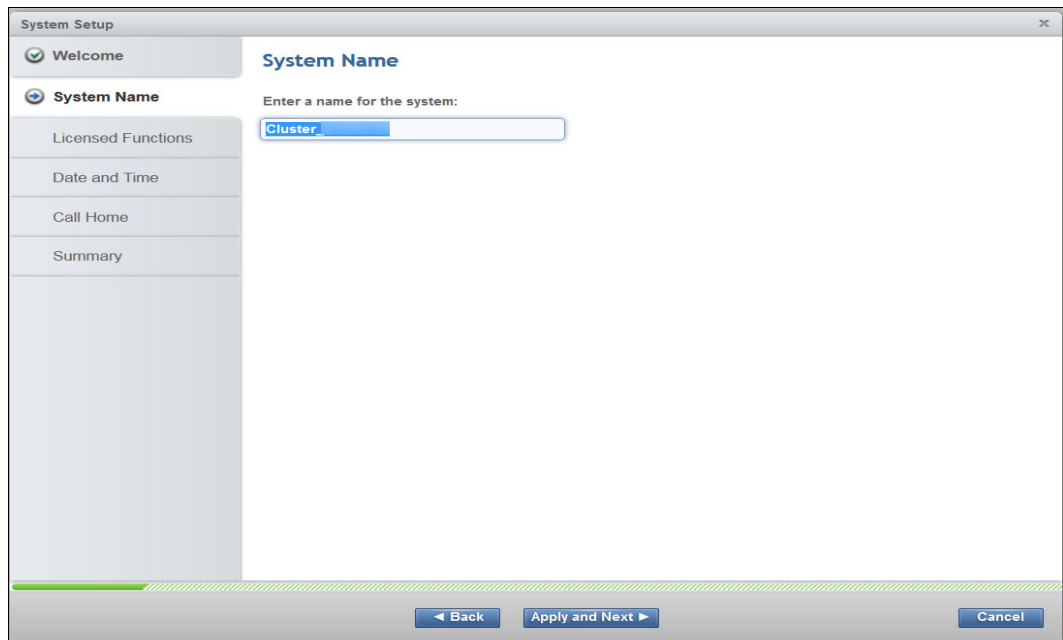 System Setup
Welcome
System Name
Licensed Functions
Date and Time
Call Home
Summary
System Name
Enter a name for the system:
Cluster_
Back
Apply and Next
Cancel